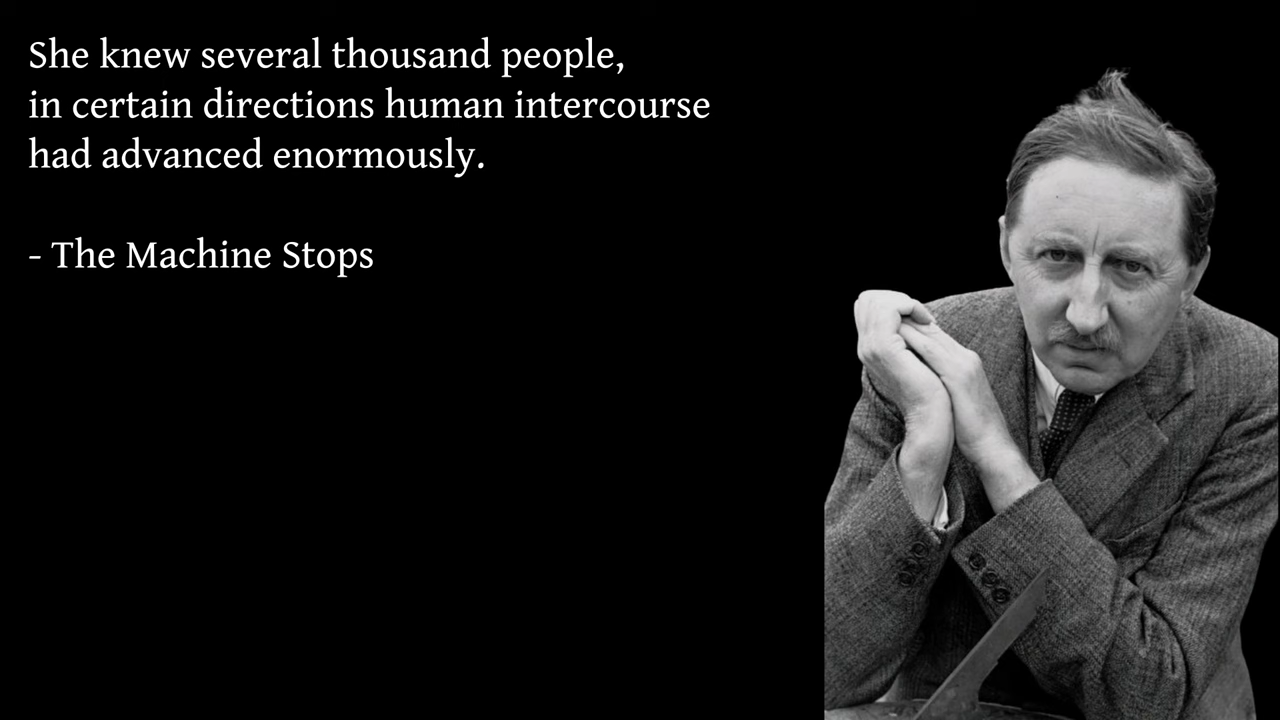 She knew several thousand people,
in certain directions human intercourse
had advanced enormously.
- The Machine Stops